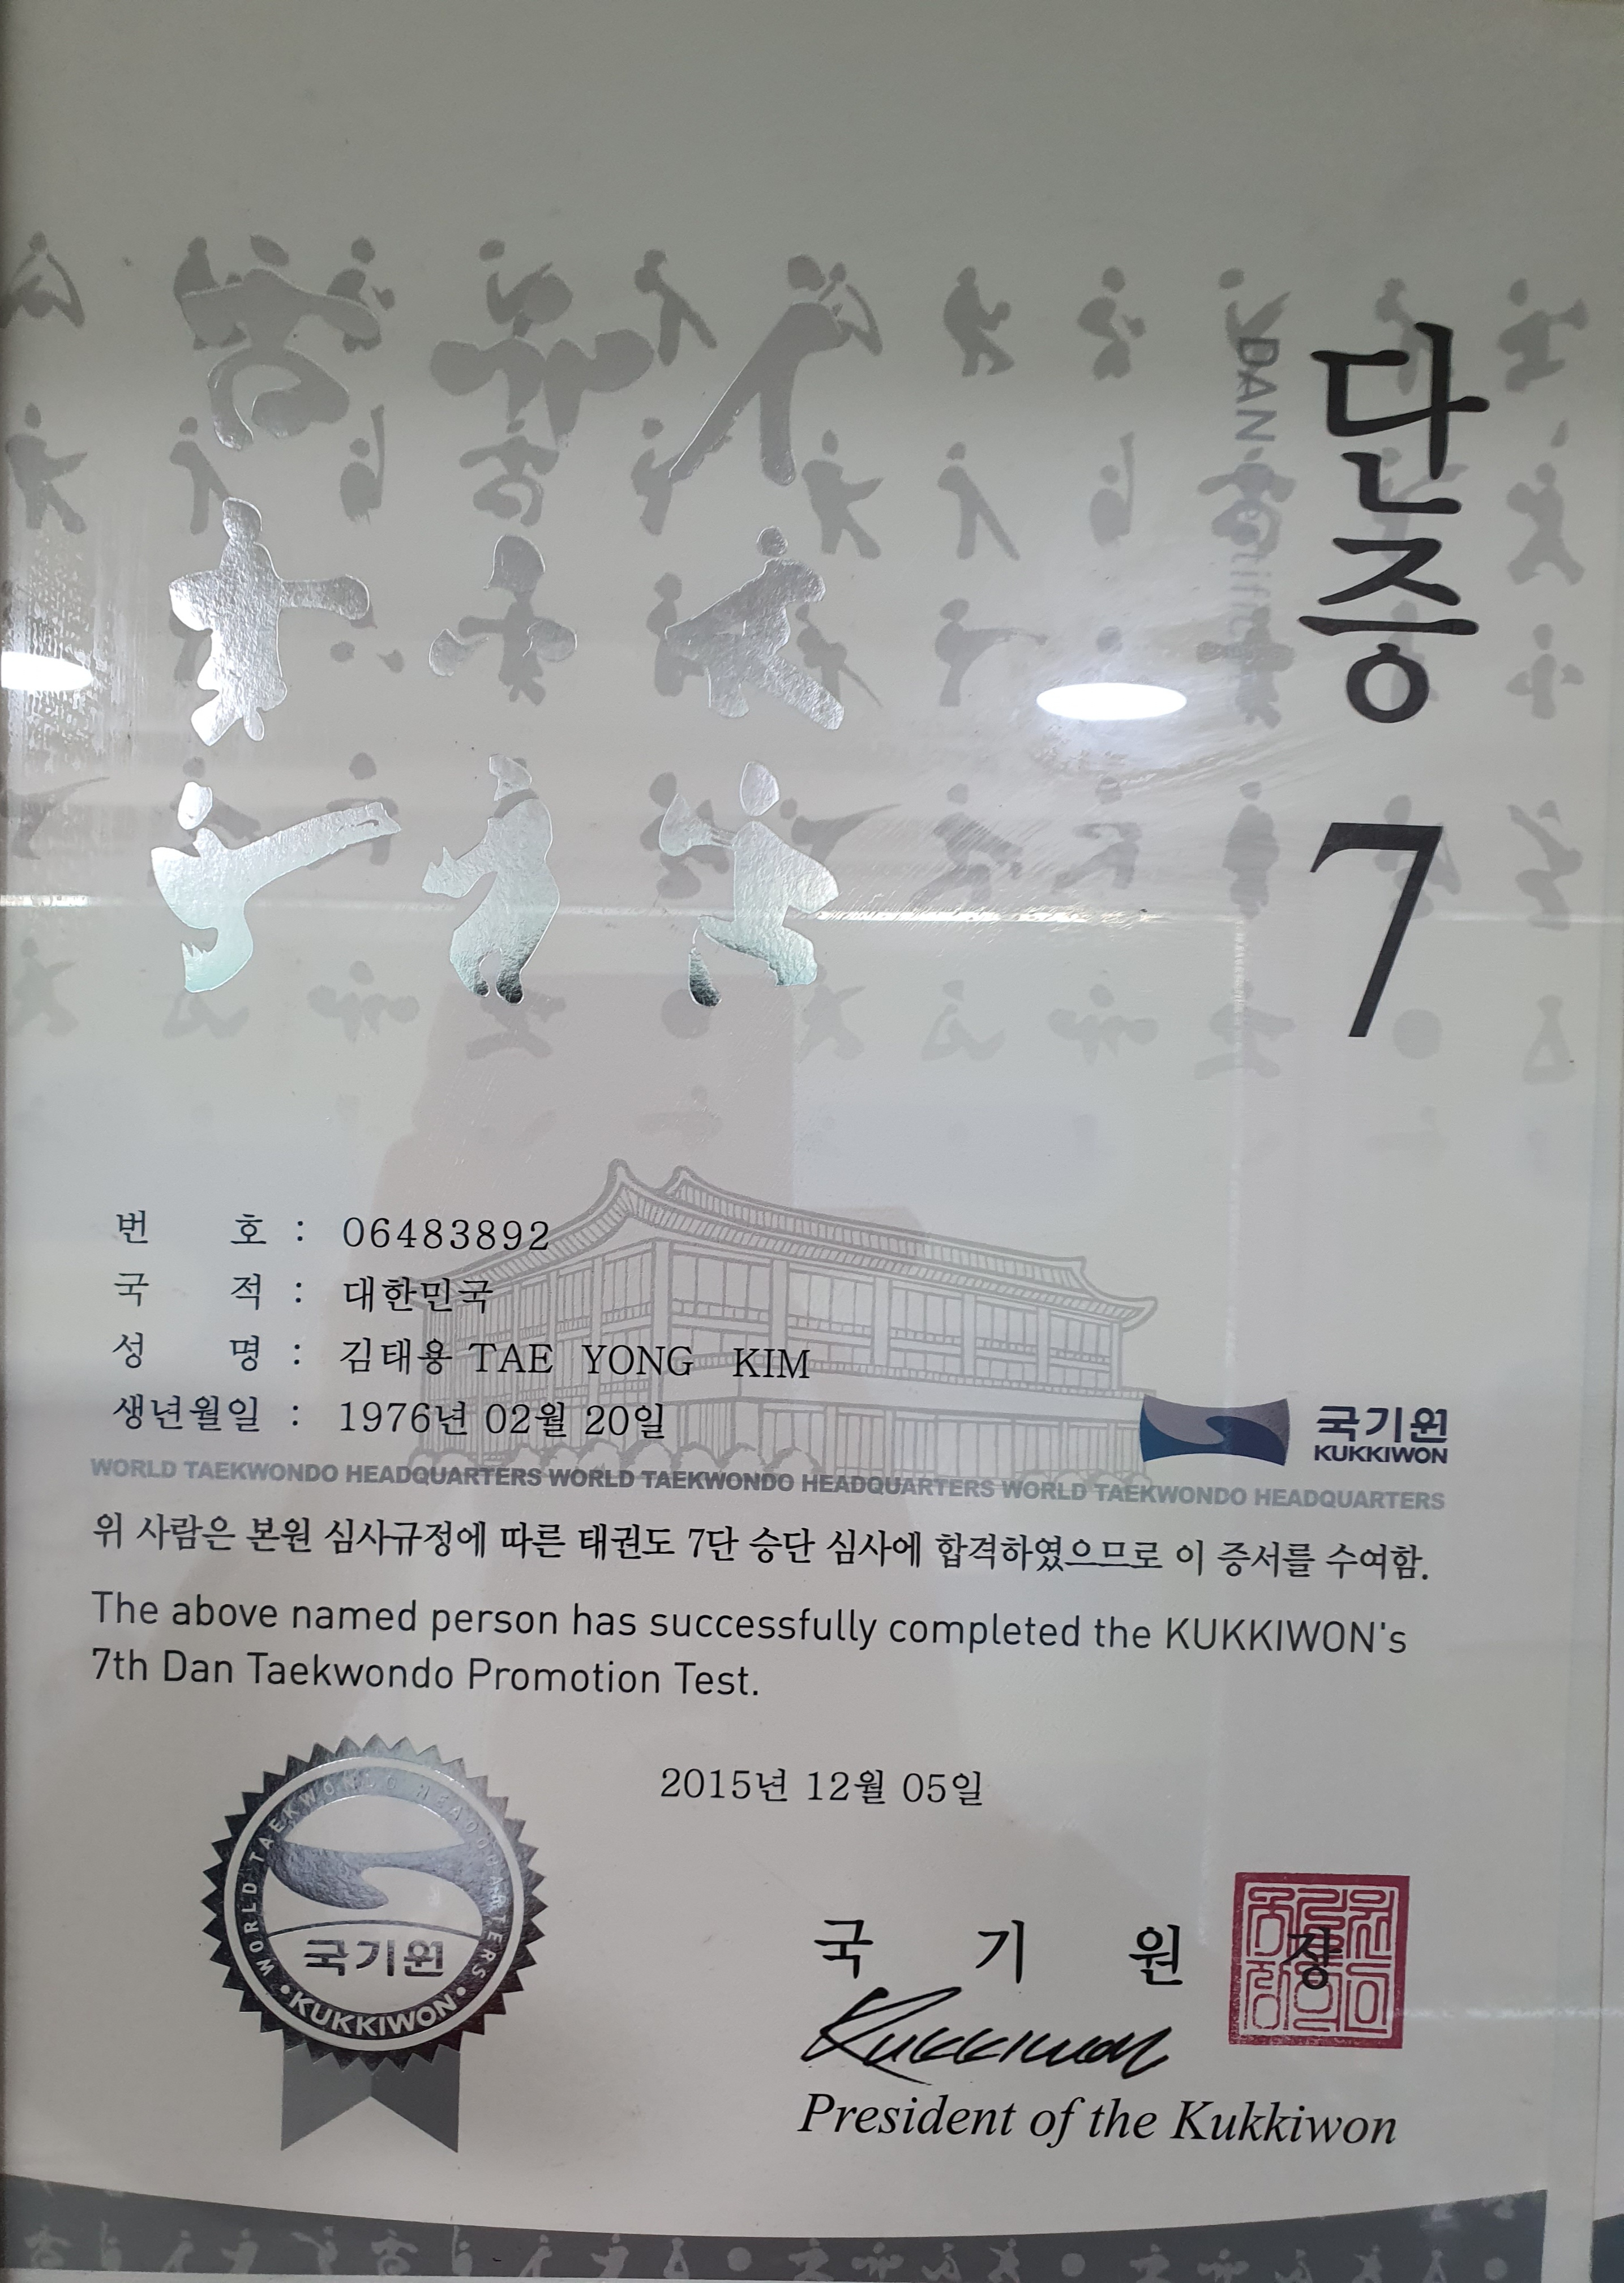 단증
DAN Certificate
7
번 호 : 06483892
국 적 : 대한민국
성 명 : 김태용 TAE YONG KIM
생년월일 : 1976년 02월 20일
국기원
KUKKIWON
WORLD TAEKWONDO HEADQUARTERS WORLD TAEKWONDO HEADQUARTERS WORLD TAEKWONDO HEADQUARTERS
위 사람은 본원 심사규정에 따른 태권도 7단 승단 심사에 합격하였으므로 이 증서를 수여함.
The above named person has successfully completed the KUKKIWON's
7th Dan Taekwondo Promotion Test.
2015년 12월 05일
WORLD TAEKWONDO HEADQUARTERS
국기원
·KUKKIWON·
국 기 원 장
Kukkiwon
President of the Kukkiwon